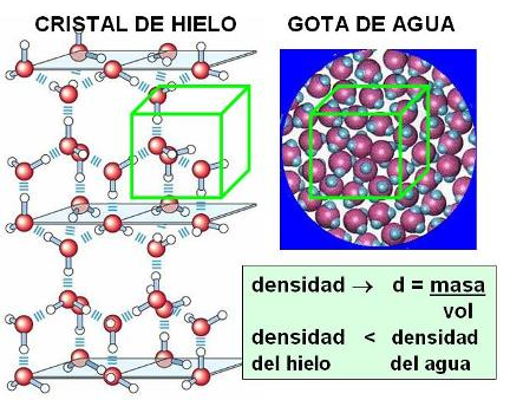 CRISTAL DE HIELO GOTA DE AGUA
densidad → d = masa
vol
densidad < densidad
del hielo del agua